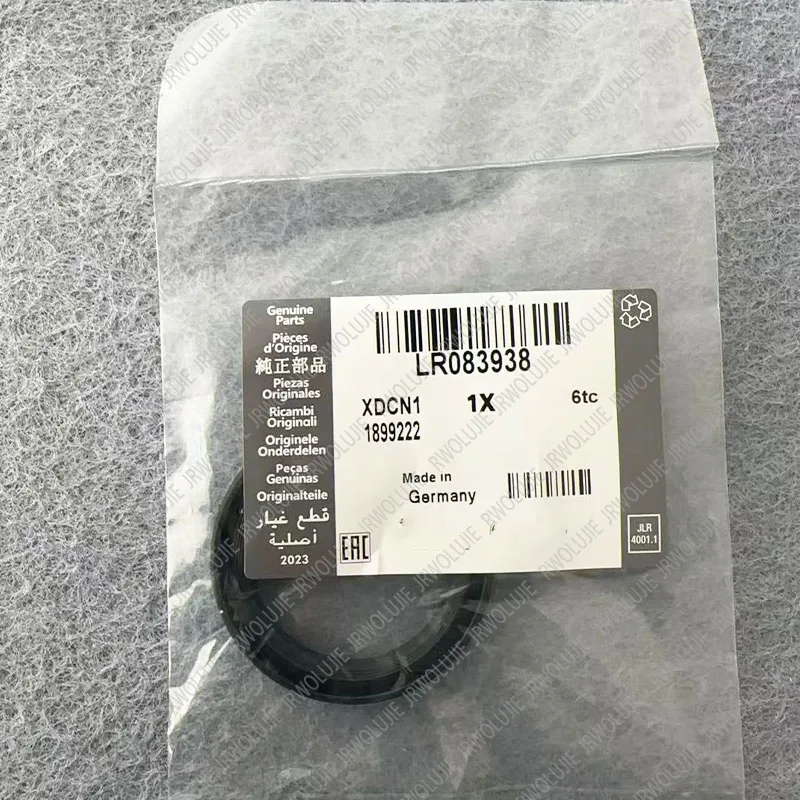 Genuine
Parts
Pièces
d'Origine
純正部品
Piezas
Originales
Ricambi
Originali
Originele
Onderdelen
Peças
Genuínas
Originalteile
قطع غيار
أصلية
2023
LR083938
XDCN1
1X
6tc
1899222
Made in
Germany
EAC
JLR
4001.1
JRWOLUJIE